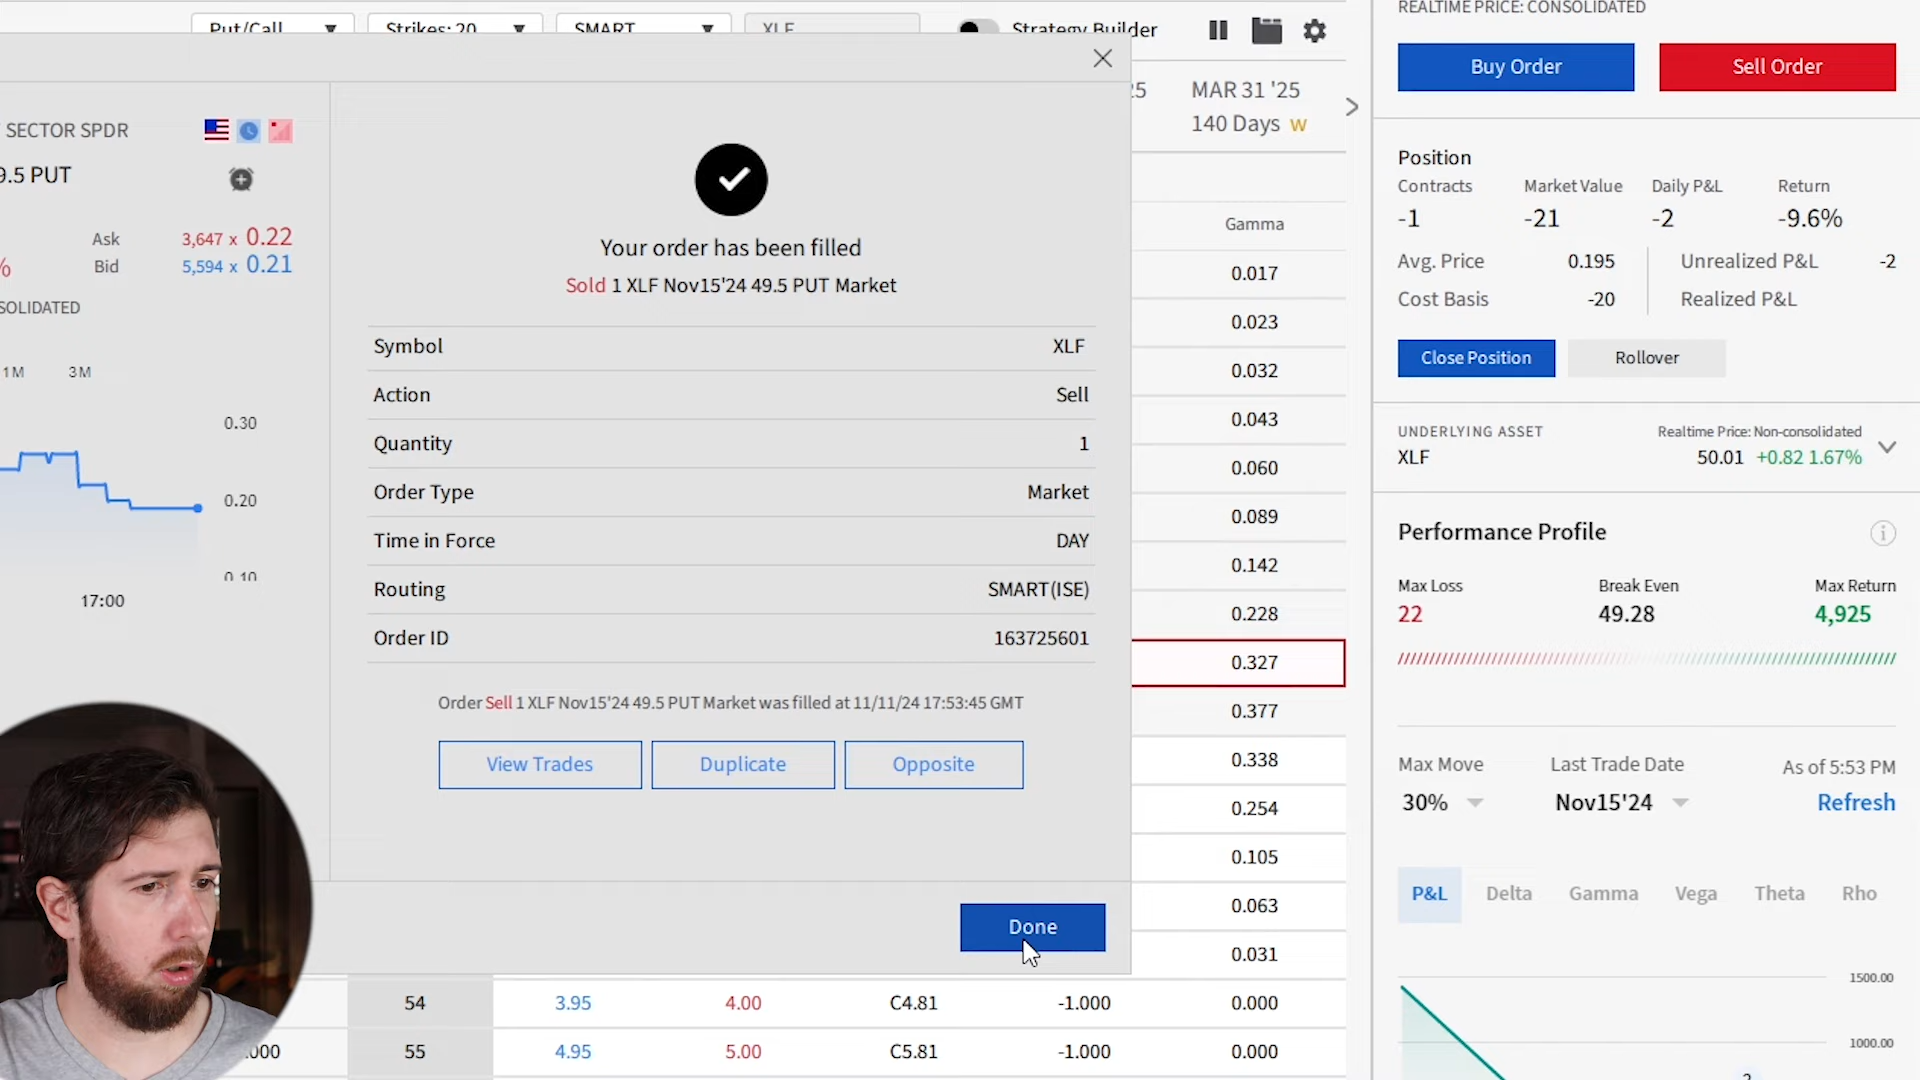 Put/Call
Strikes: 20
SMART
XLF
Strategy Builder
REALTIME PRICE: CONSOLIDATED
Buy Order
Sell Order
MAR 31 '25
140 Days W
SECTOR SPDR
9.5 PUT
Ask 3,647 x 0.22
Bid 5,594 x 0.21
%
SOLIDATED
1M 3M
0.30
0.20
0.10
17:00
Your order has been filled
Sold 1 XLF Nov15'24 49.5 PUT Market
Symbol XLF
Action Sell
Quantity 1
Order Type Market
Time in Force DAY
Routing SMART(ISE)
Order ID 163725601
Order Sell 1 XLF Nov15'24 49.5 PUT Market was filled at 11/11/24 17:53:45 GMT
View Trades
Duplicate
Opposite
Done
Gamma
0.017
0.023
0.032
0.043
0.060
0.089
0.142
0.228
0.327
0.377
0.338
0.254
0.105
0.063
0.031
54 3.95 4.00 C4.81 -1.000 0.000
.000 55 4.95 5.00 C5.81 -1.000 0.000
Position
Contracts Market Value Daily P&L Return
-1 -21 -2 -9.6%
Avg. Price 0.195 Unrealized P&L -2
Cost Basis -20 Realized P&L
Close Position
Rollover
UNDERLYING ASSET Realtime Price: Non-consolidated
XLF 50.01 +0.82 1.67%
Performance Profile
Max Loss Break Even Max Return
22 49.28 4,925
Max Move Last Trade Date As of 5:53 PM
30% Nov15'24 Refresh
P&L Delta Gamma Vega Theta Rho
1500.00
1000.00